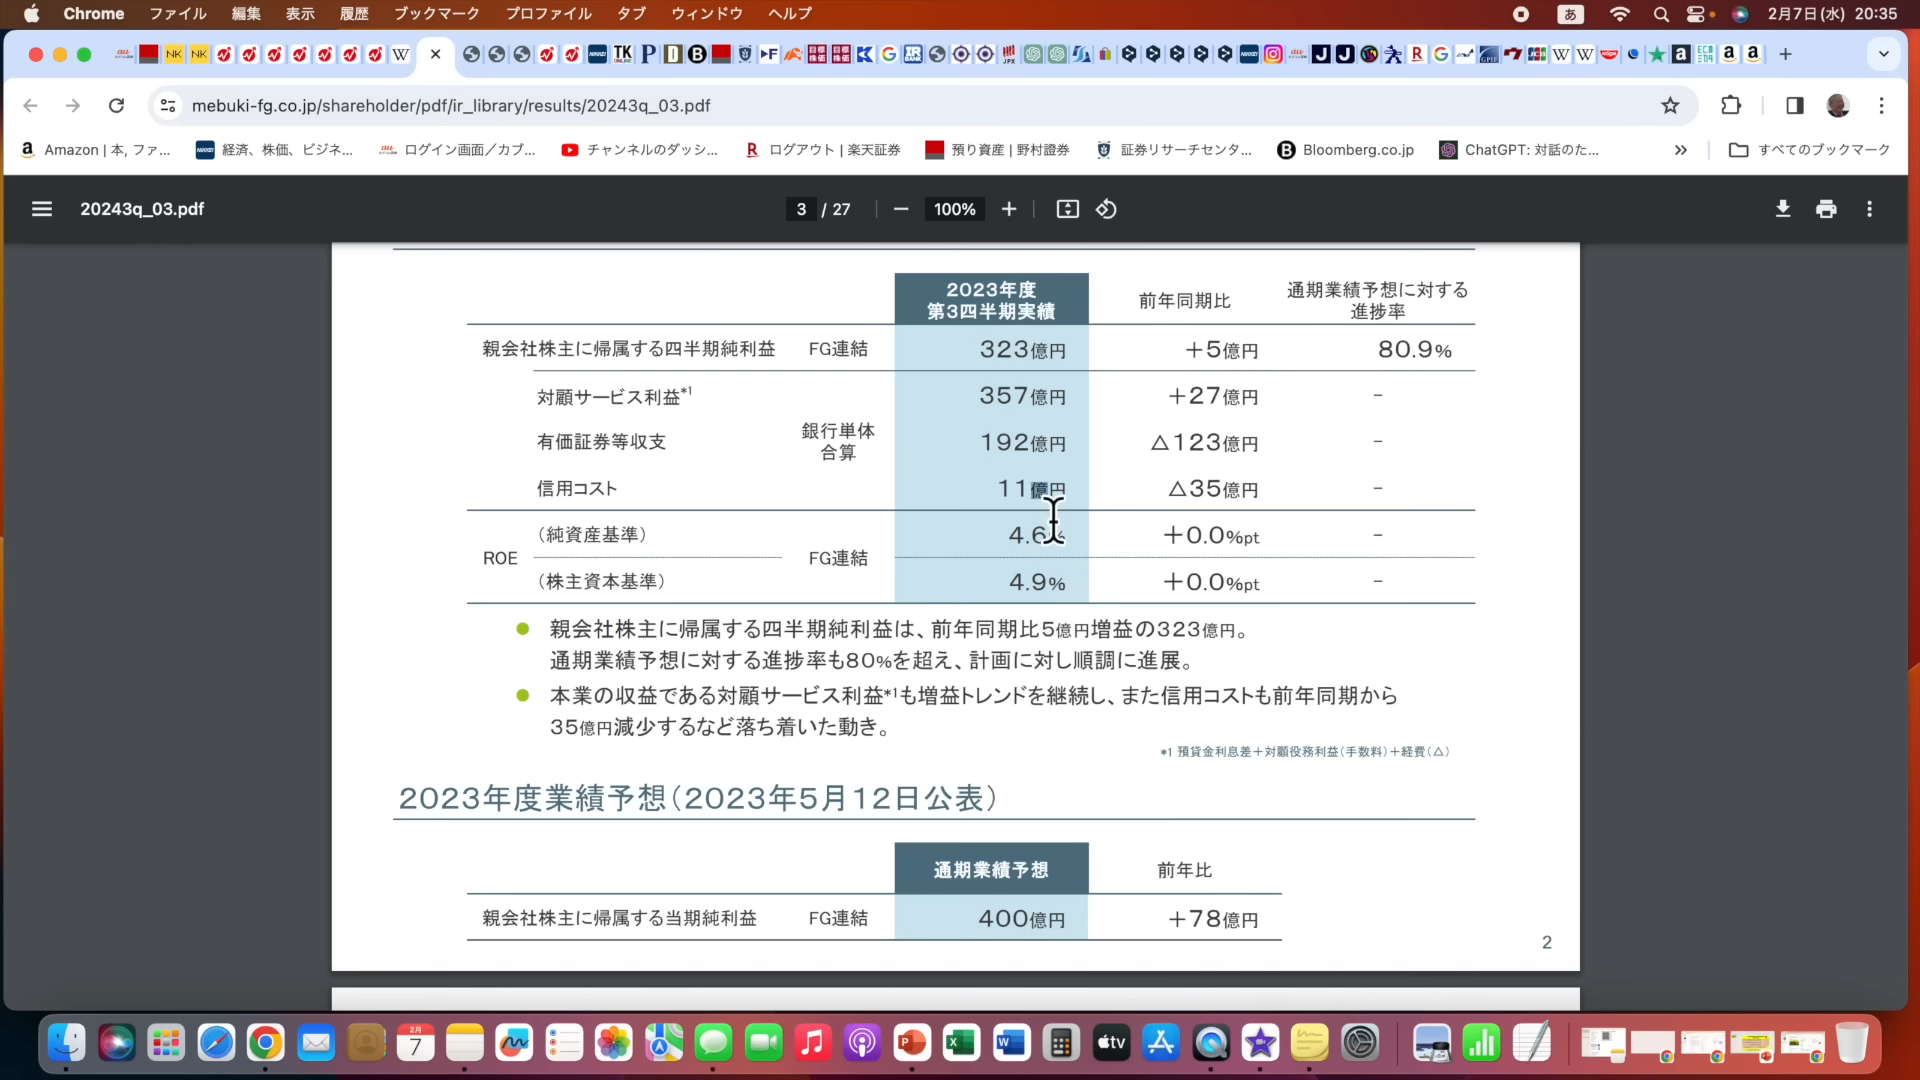 Chrome ファイル 編集 表示 履歴 ブックマーク プロファイル タブ ウィンドウ ヘルプ あ 2月7日(水) 20:35
mebuki-fg.co.jp/shareholder/pdf/ir_library/results/20243q_03.pdf
Amazon | 本, ファ... 経済、株価、ビジネ... ログイン画面／カブ... チャンネルのダッシ... ログアウト | 楽天証券 預り資産 | 野村證券 証券リサーチセンタ... Bloomberg.co.jp ChatGPT: 対話のた... » すべてのブックマーク
20243q_03.pdf 3 / 27 − 100% +
2023年度
第3四半期実績
前年同期比
通期業績予想に対する
進捗率
親会社株主に帰属する四半期純利益 FG連結 323億円 +5億円 80.9%
対顧サービス利益*1 357億円 +27億円 -
有価証券等収支 192億円 △123億円 -
銀行単体
合算
信用コスト 11億円 △35億円 -
ROE （純資産基準） 4.6% +0.0%pt -
FG連結
（株主資本基準） 4.9% +0.0%pt -
親会社株主に帰属する四半期純利益は、前年同期比5億円増益の323億円。
通期業績予想に対する進捗率も80%を超え、計画に対し順調に進展。
本業の収益である対顧サービス利益*1も増益トレンドを継続し、また信用コストも前年同期から
35億円減少するなど落ち着いた動き。
*1 預貸金利息差＋対顧役務利益（手数料）＋経費（△）
2023年度業績予想（2023年5月12日公表）
通期業績予想 前年比
親会社株主に帰属する当期純利益 FG連結 400億円 +78億円
2
2月
7
tv